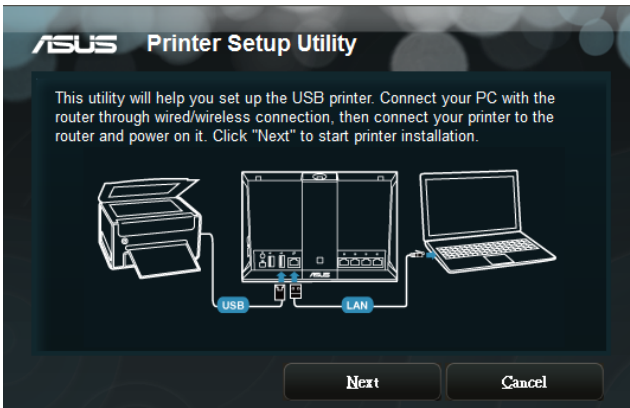 ASUS Printer Setup Utility
This utility will help you set up the USB printer. Connect your PC with the
router through wired/wireless connection, then connect your printer to the
router and power on it. Click "Next" to start printer installation.
ASUS
USB
LAN
Next
Cancel